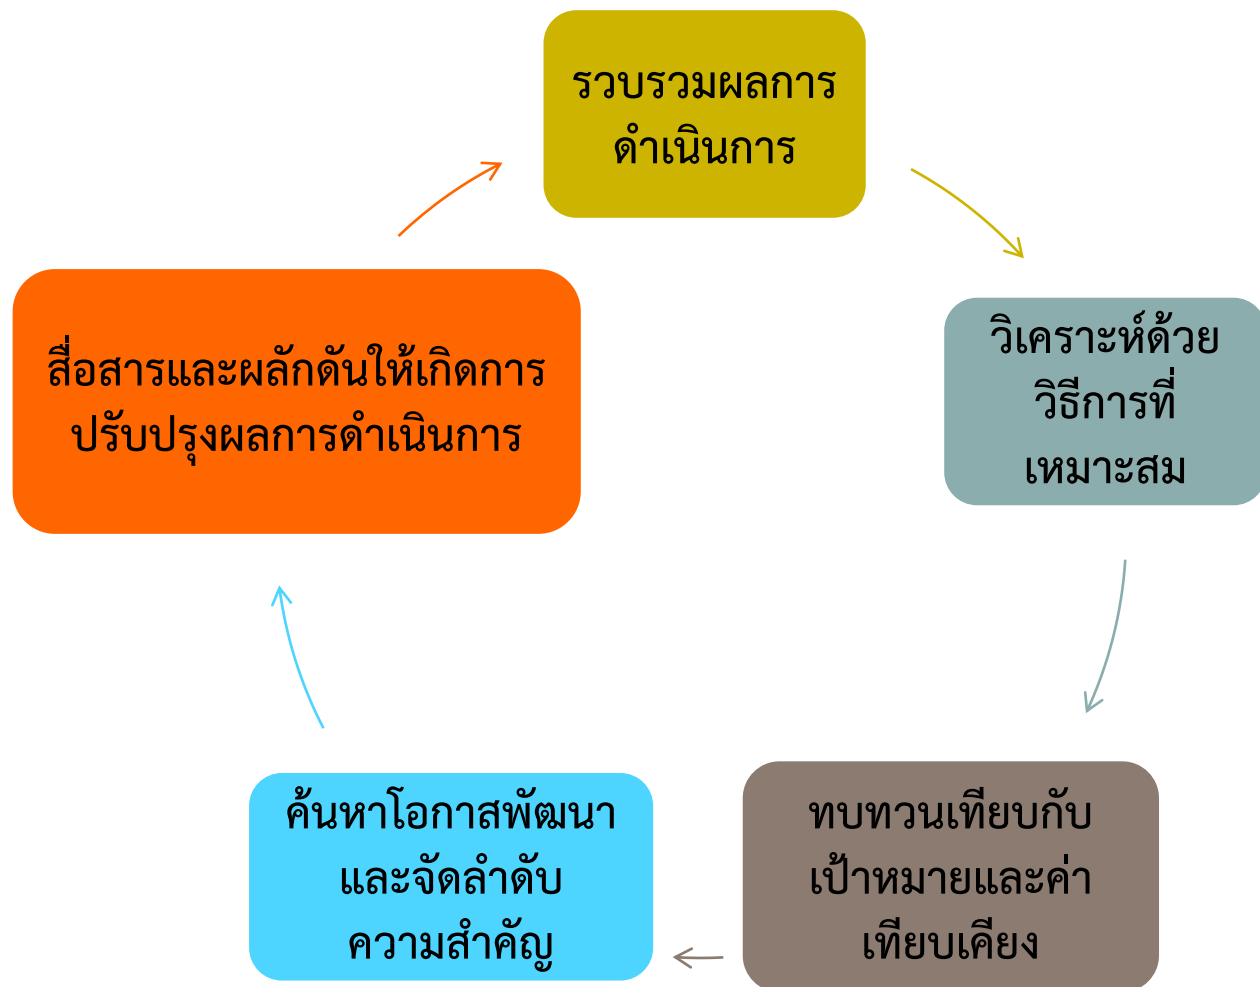 รวบรวมผลการ
ดำเนินการ
วิเคราะห์ด้วย
วิธีการที่
เหมาะสม
ทบทวนเทียบกับ
เป้าหมายและค่า
เทียบเคียง
ค้นหาโอกาสพัฒนา
และจัดลำดับ
ความสำคัญ
สื่อสารและผลักดันให้เกิดการ
ปรับปรุงผลการดำเนินการ